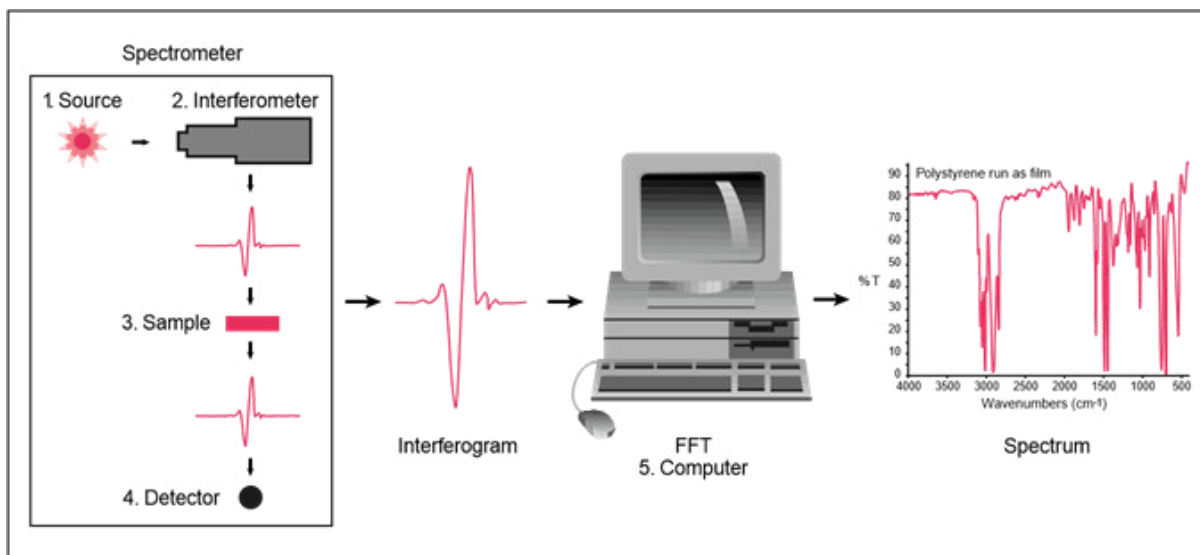 Spectrometer
1. Source
2. Interferometer
3. Sample
4. Detector
Interferogram
FFT
5. Computer
Polystyrene run as film
90
80
70
60
50
%T
40
30
20
10
0
4000 3500 3000 2500 2000 1500 1000 500
Wavenumbers (cm-1)
Spectrum